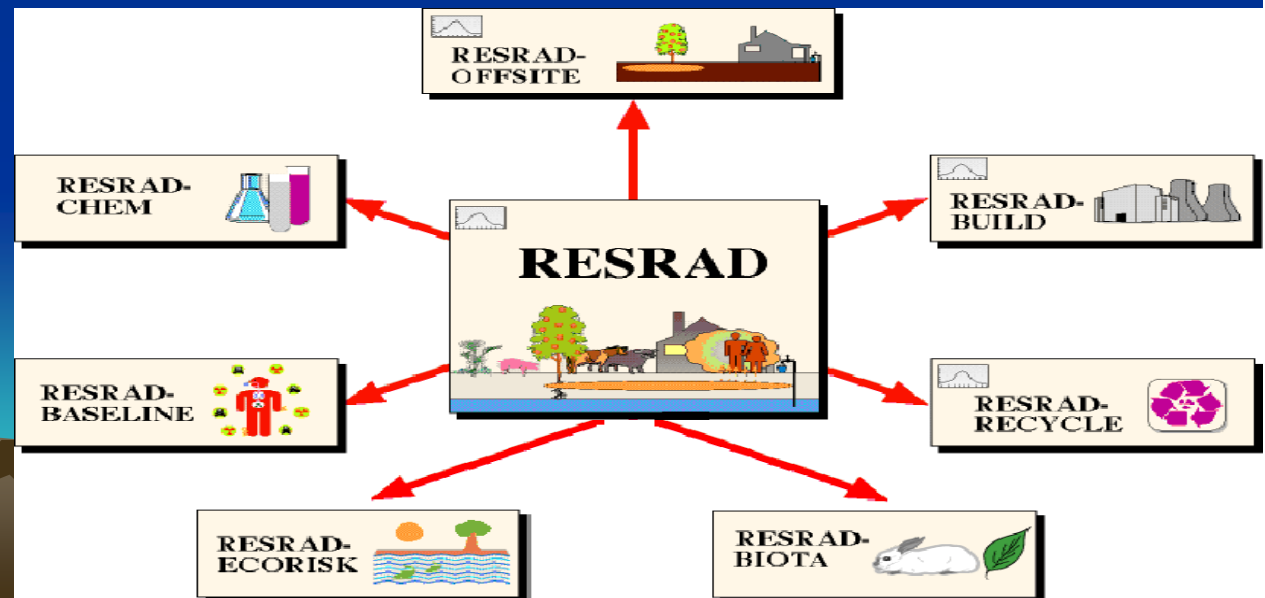 RESRAD-
OFFSITE
RESRAD-
CHEM
RESRAD-
BUILD
RESRAD
RESRAD-
BASELINE
RESRAD-
RECYCLE
RESRAD-
ECORISK
RESRAD-
BIOTA